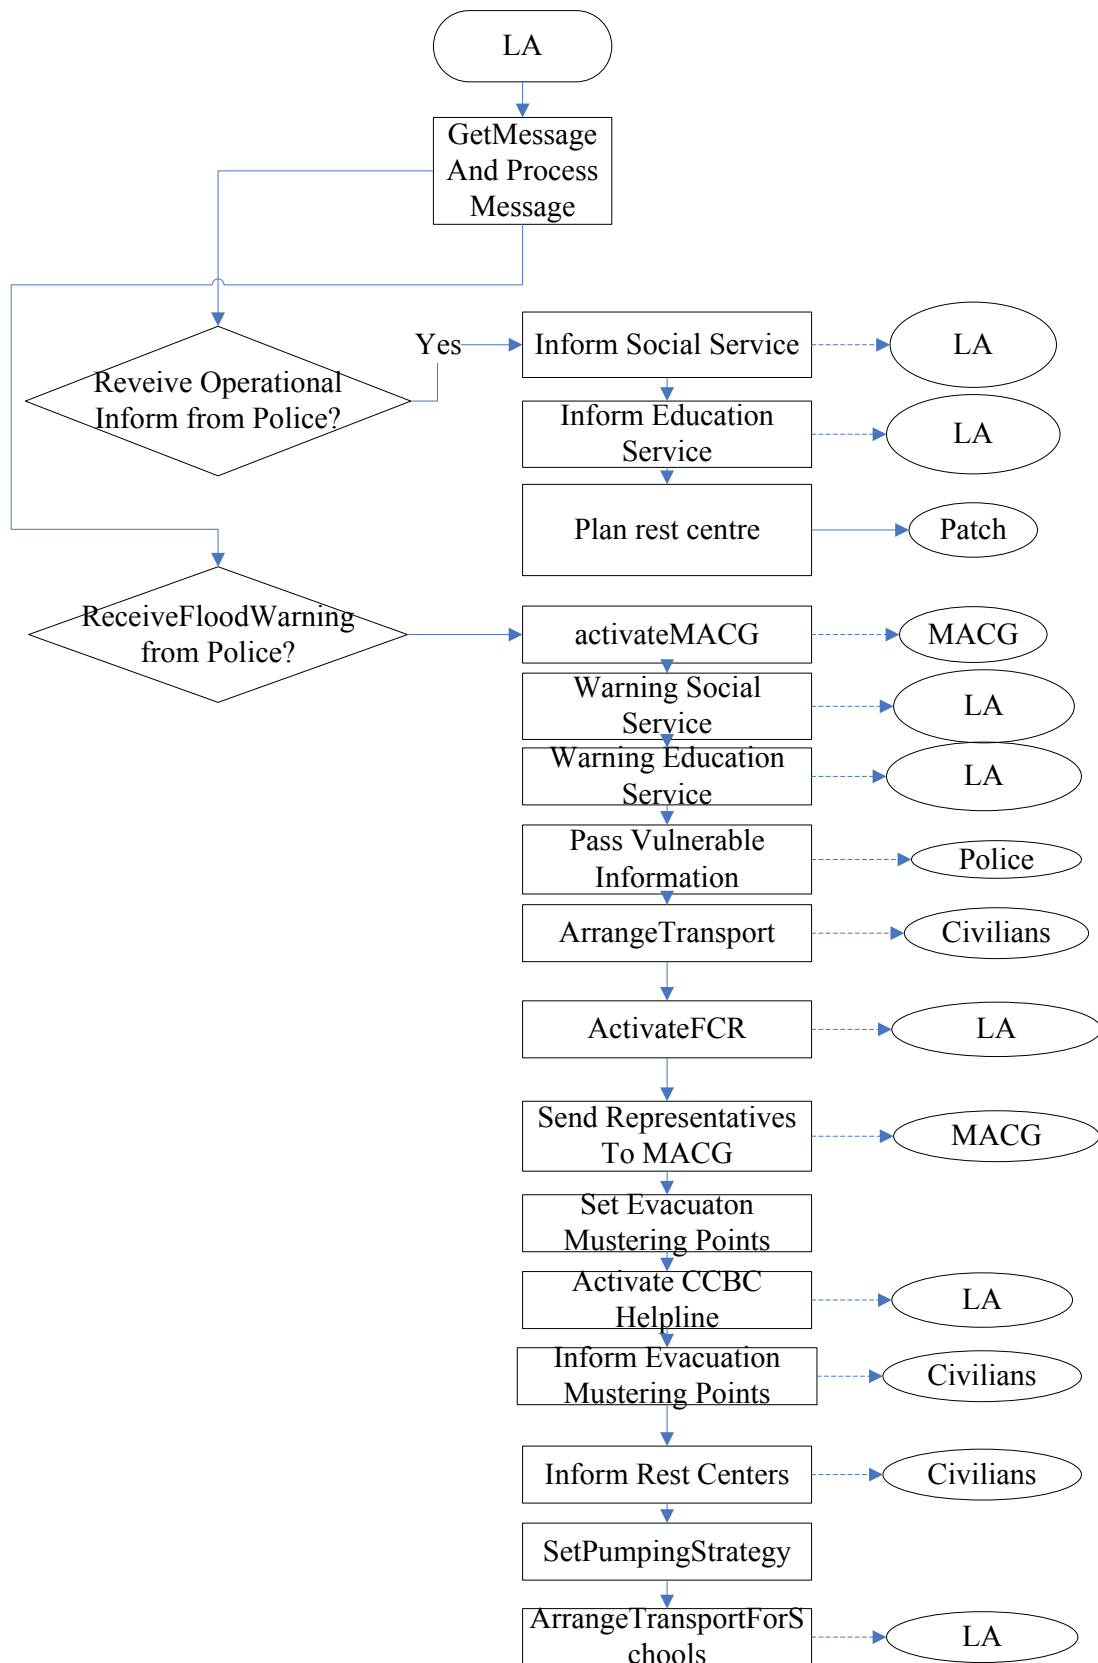 LA
GetMessage
And Process
Message
Yes
Inform Social Service
LA
Reveive Operational
Inform from Police?
Inform Education
Service
LA
Plan rest centre
Patch
ReceiveFloodWarning
from Police?
activateMACG
MACG
Warning Social
Service
LA
Warning Education
Service
LA
Pass Vulnerable
Information
Police
ArrangeTransport
Civilians
ActivateFCR
LA
Send Representatives
To MACG
MACG
Set Evacuaton
Mustering Points
Activate CCBC
Helpline
LA
Inform Evacuation
Mustering Points
Civilians
Inform Rest Centers
Civilians
SetPumpingStrategy
ArrangeTransportForS
chools
LA